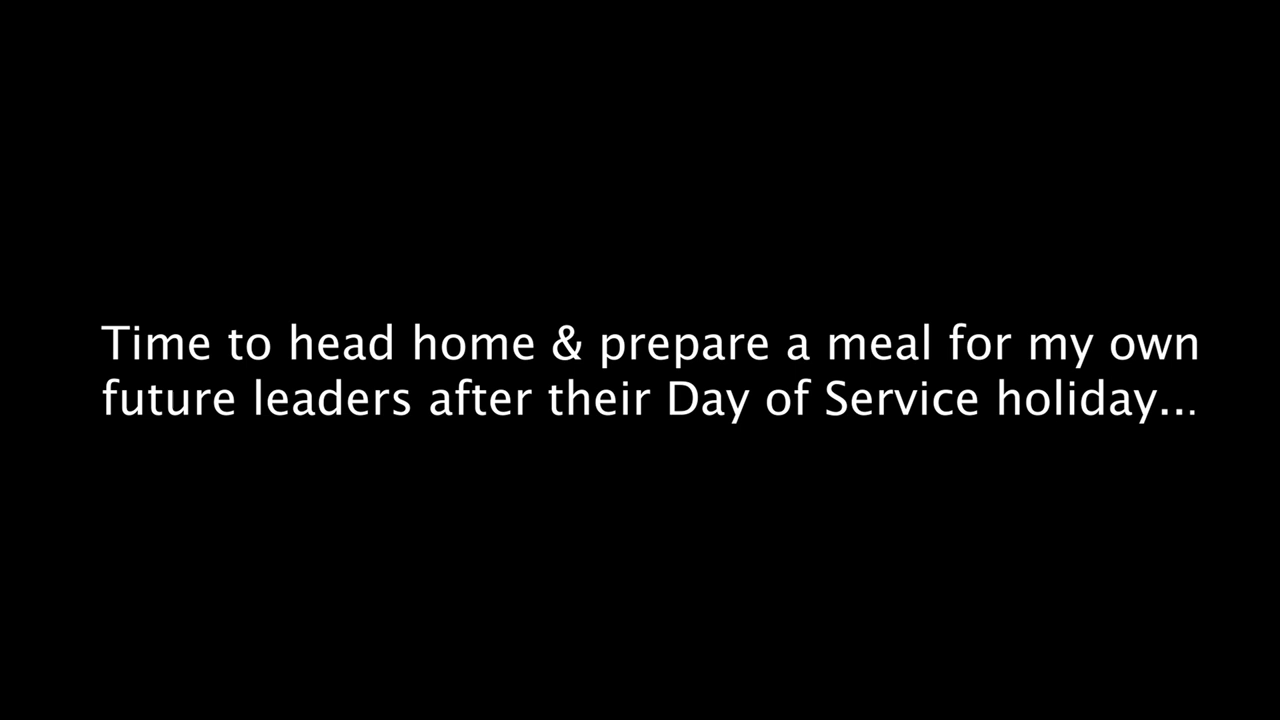 Time to head home & prepare a meal for my own
future leaders after their Day of Service holiday...